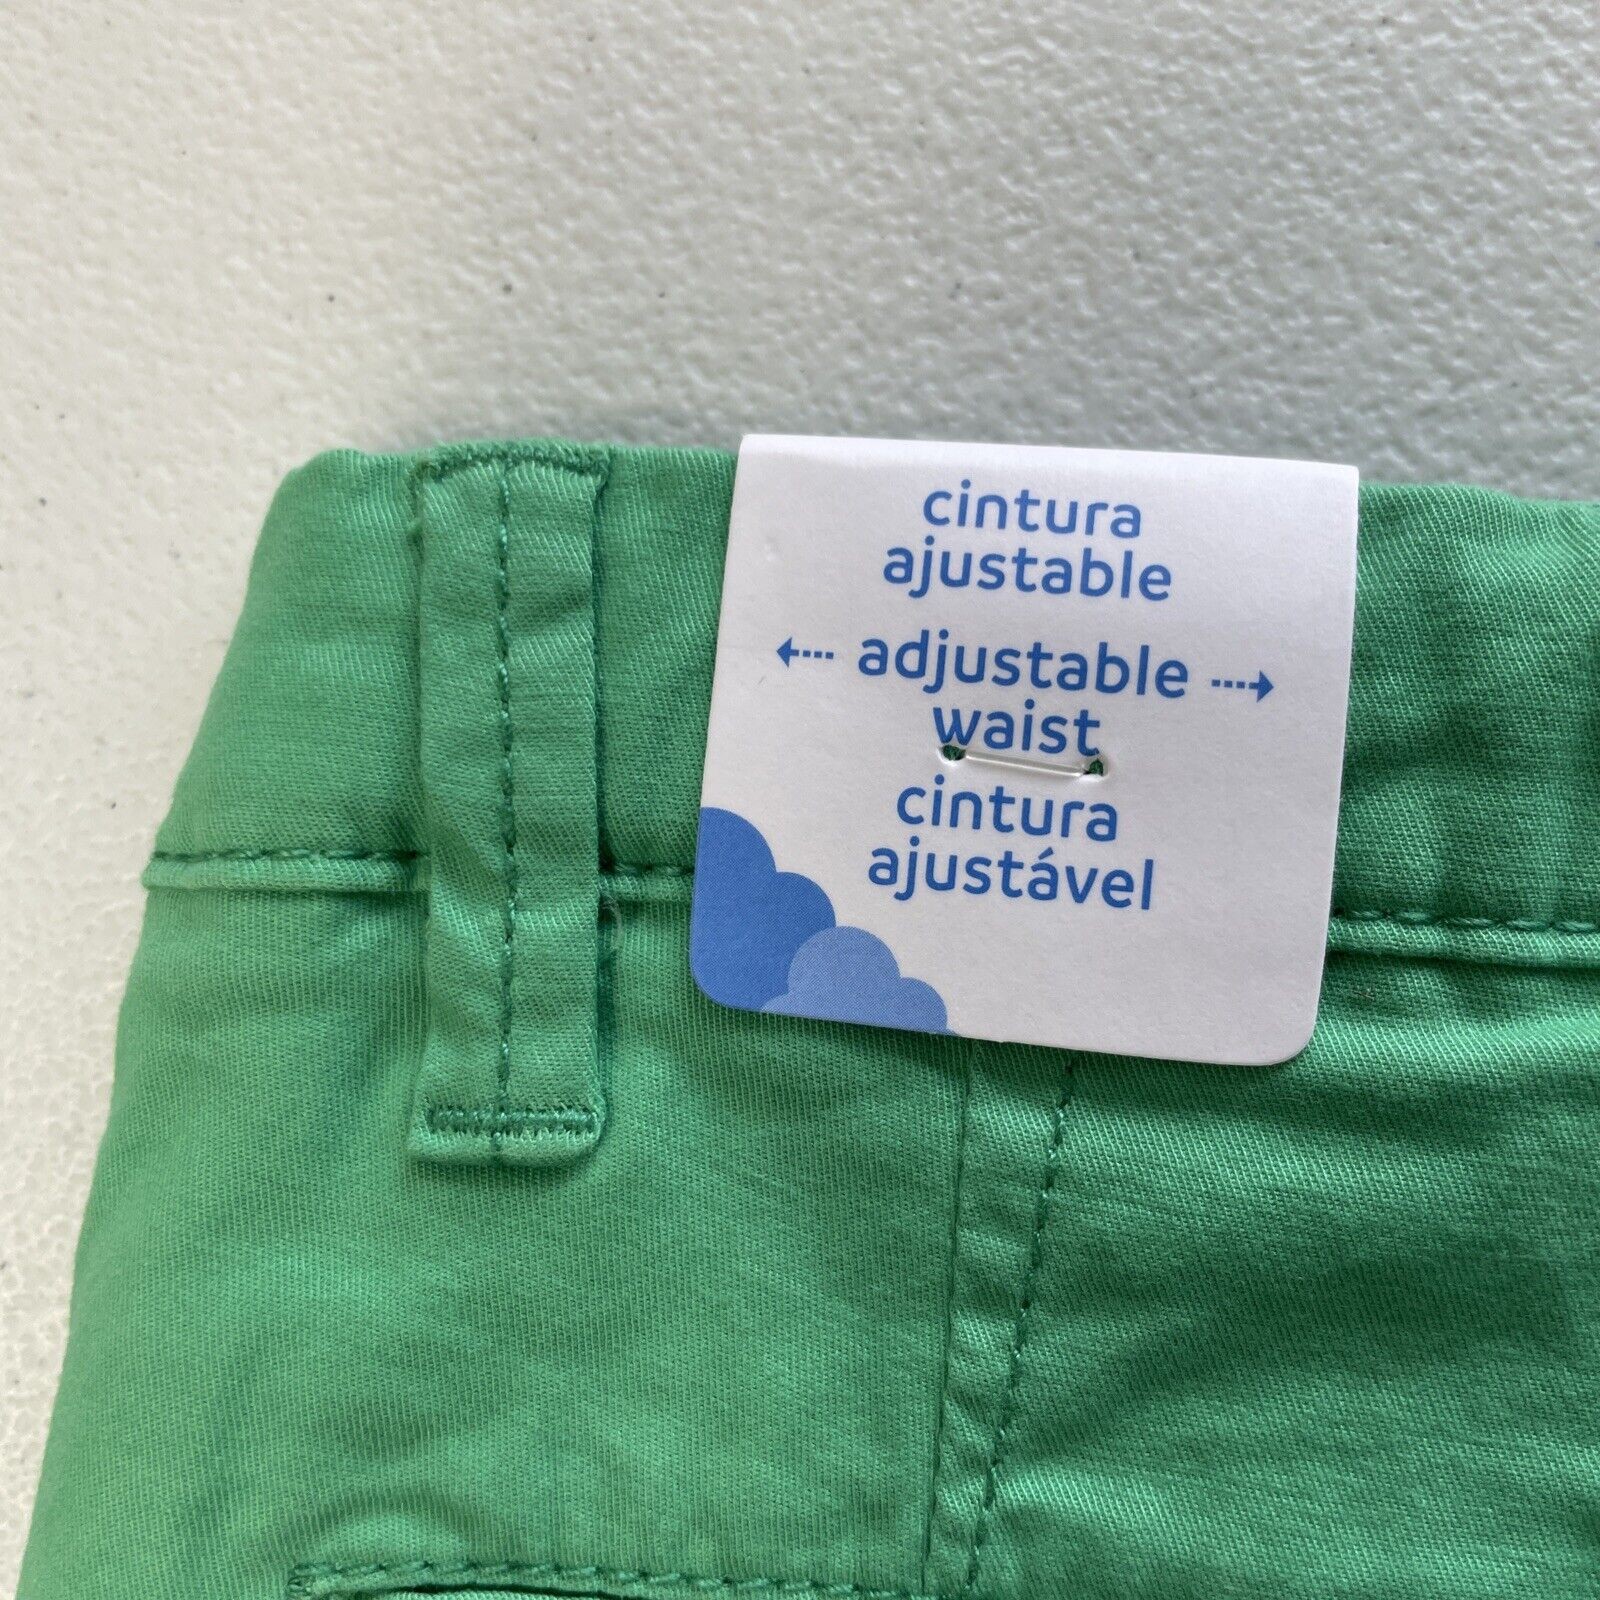 cintura
ajustable
adjustable
waist
cintura
ajustável